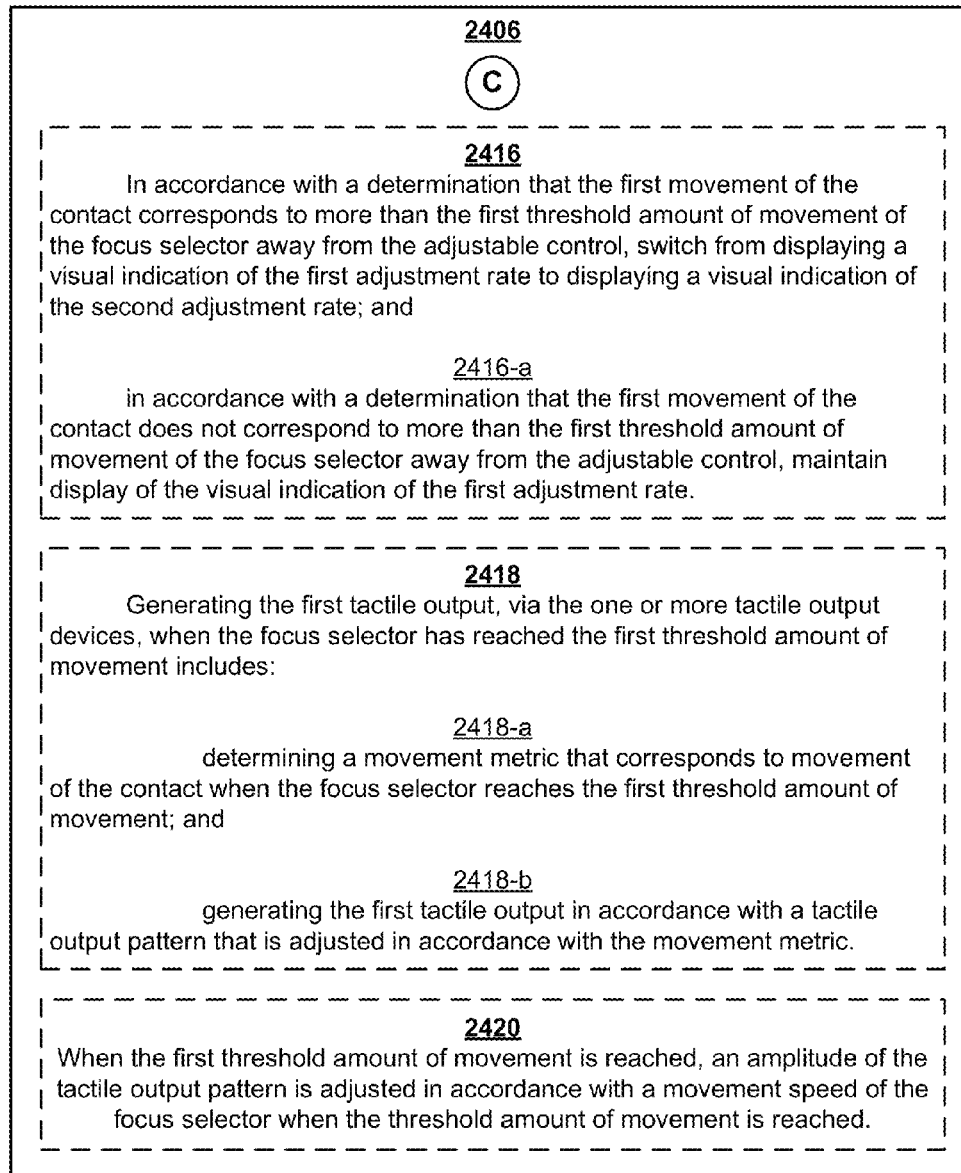 2406
C
2416
In accordance with a determination that the first movement of the
contact corresponds to more than the first threshold amount of movement of
the focus selector away from the adjustable control, switch from displaying a
visual indication of the first adjustment rate to displaying a visual indication of
the second adjustment rate; and
2416-a
in accordance with a determination that the first movement of the
contact does not correspond to more than the first threshold amount of
movement of the focus selector away from the adjustable control, maintain
display of the visual indication of the first adjustment rate.
2418
Generating the first tactile output, via the one or more tactile output
devices, when the focus selector has reached the first threshold amount of
movement includes:
2418-a
determining a movement metric that corresponds to movement
of the contact when the focus selector reaches the first threshold amount of
movement; and
2418-b
generating the first tactile output in accordance with a tactile
output pattern that is adjusted in accordance with the movement metric.
2420
When the first threshold amount of movement is reached, an amplitude of the
tactile output pattern is adjusted in accordance with a movement speed of the
focus selector when the threshold amount of movement is reached.